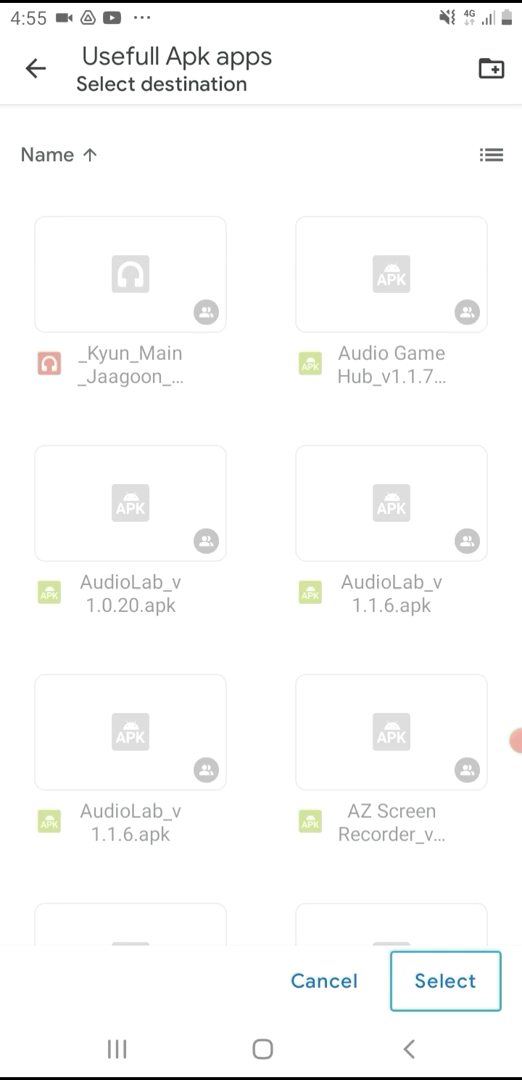 4:55
4G
Usefull Apk apps
Select destination
Name
_Kyun_Main
_Jaagoon_...
APK
APK
Audio Game
Hub_v1.1.7...
APK
APK
AudioLab_v
1.0.20.apk
APK
APK
AudioLab_v
1.1.6.apk
APK
APK
AudioLab_v
1.1.6.apk
APK
APK
AZ Screen
Recorder_v...
Cancel
Select